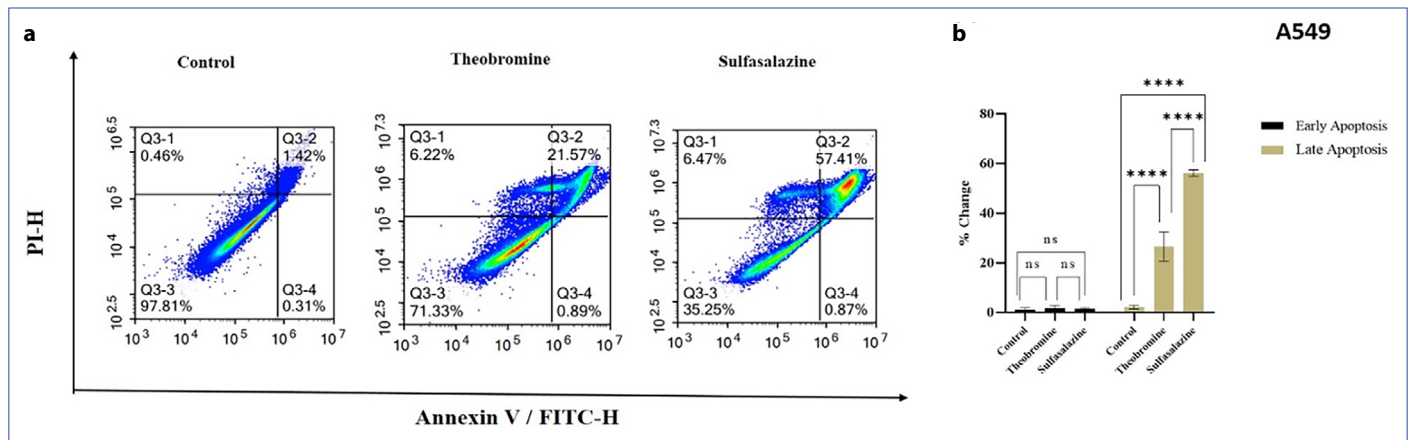 a
Control
Theobromine
Sulfasalazine
PI-H
10^6.5
10^5
10^4
10^2.5
Q3-1
0.46%
Q3-2
1.42%
Q3-3
97.81%
Q3-4
0.31%
10^3
10^4
10^5
10^6
10^7
10^7.3
10^6
10^5
10^4
10^2.5
Q3-1
6.22%
Q3-2
21.57%
Q3-3
71.33%
Q3-4
0.89%
10^3
10^4
10^5
10^6
10^7
10^7.3
10^6
10^5
10^4
10^2.5
Q3-1
6.47%
Q3-2
57.41%
Q3-3
35.25%
Q3-4
0.87%
10^3
10^4
10^5
10^6
10^7
Annexin V / FITC-H
b
A549
% Change
80
60
40
20
0
ns
ns
ns
****
****
****
Control
Theobromine
Sulfasalazine
Control
Theobromine
Sulfasalazine
Early Apoptosis
Late Apoptosis